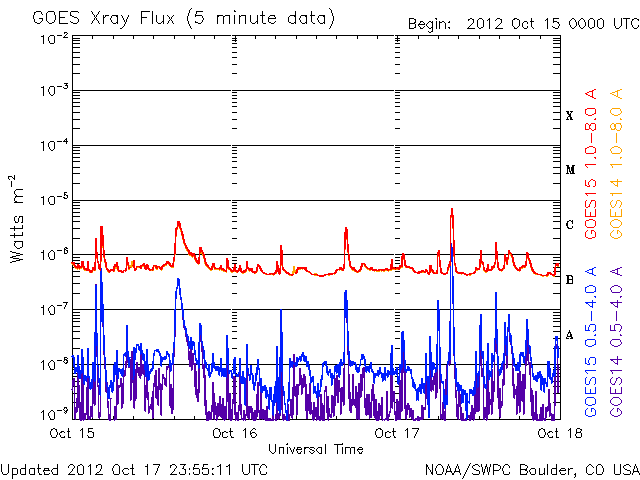 GOES Xray Flux (5 minute data)
Begin: 2012 Oct 15 0000 UTC
10⁻²
10⁻³
10⁻⁴
10⁻⁵
10⁻⁶
10⁻⁷
10⁻⁸
10⁻⁹
Watts m⁻²
X
M
C
B
A
GOES15 1.0-8.0 A
GOES14 1.0-8.0 A
GOES15 0.5-4.0 A
GOES14 0.5-4.0 A
Oct 15 Oct 16 Oct 17 Oct 18
Universal Time
Updated 2012 Oct 17 23:55:11 UTC
NOAA/SWPC Boulder, CO USA